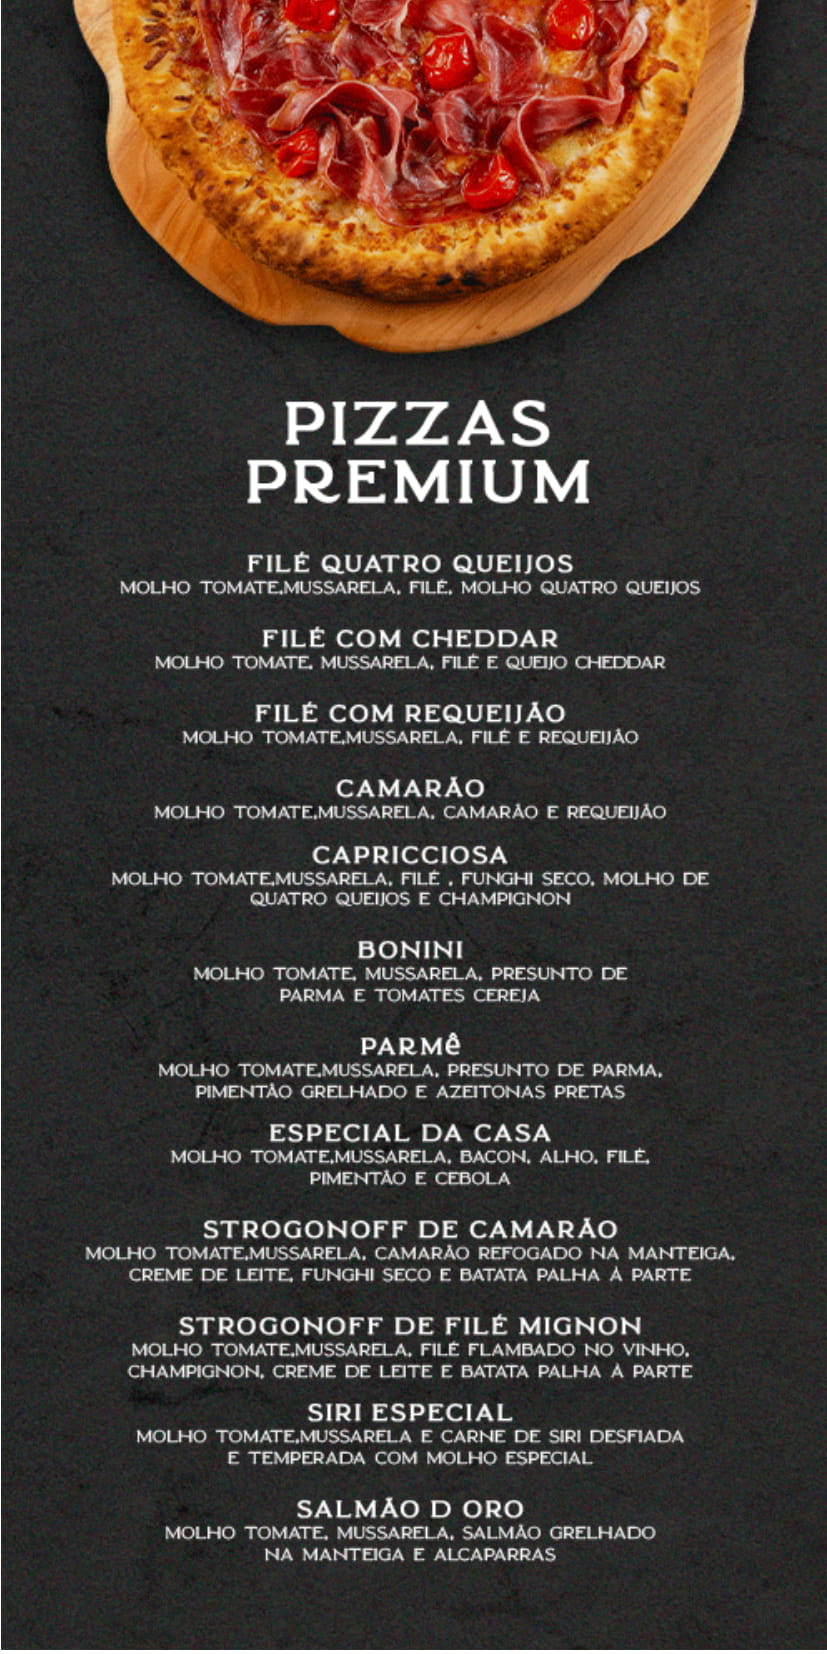 PIZZAS
PREMIUM
FILÉ QUATRO QUEIJOS
MOLHO TOMATE,MUSSARELA, FILÉ, MOLHO QUATRO QUEIJOS
FILÉ COM CHEDDAR
MOLHO TOMATE, MUSSARELA, FILÉ E QUEIJO CHEDDAR
FILÉ COM REQUEIJÃO
MOLHO TOMATE,MUSSARELA, FILÉ E REQUEIJÃO
CAMARÃO
MOLHO TOMATE,MUSSARELA, CAMARÃO E REQUEIJÃO
CAPRICCIOSA
MOLHO TOMATE,MUSSARELA, FILÉ , FUNGHI SECO, MOLHO DE
QUATRO QUEIJOS E CHAMPIGNON
BONINI
MOLHO TOMATE, MUSSARELA, PRESUNTO DE
PARMA E TOMATES CEREJA
PARMê
MOLHO TOMATE,MUSSARELA, PRESUNTO DE PARMA,
PIMENTÃO GRELHADO E AZEITONAS PRETAS
ESPECIAL DA CASA
MOLHO TOMATE,MUSSARELA, BACON, ALHO, FILÉ,
PIMENTÃO E CEBOLA
STROGONOFF DE CAMARÃO
MOLHO TOMATE,MUSSARELA, CAMARÃO REFOGADO NA MANTEIGA,
CREME DE LEITE, FUNGHI SECO E BATATA PALHA À PARTE
STROGONOFF DE FILÉ MIGNON
MOLHO TOMATE,MUSSARELA, FILÉ FLAMBADO NO VINHO,
CHAMPIGNON, CREME DE LEITE E BATATA PALHA À PARTE
SIRI ESPECIAL
MOLHO TOMATE,MUSSARELA E CARNE DE SIRI DESFIADA
E TEMPERADA COM MOLHO ESPECIAL
SALMÃO D ORO
MOLHO TOMATE, MUSSARELA, SALMÃO GRELHADO
NA MANTEIGA E ALCAPARRAS